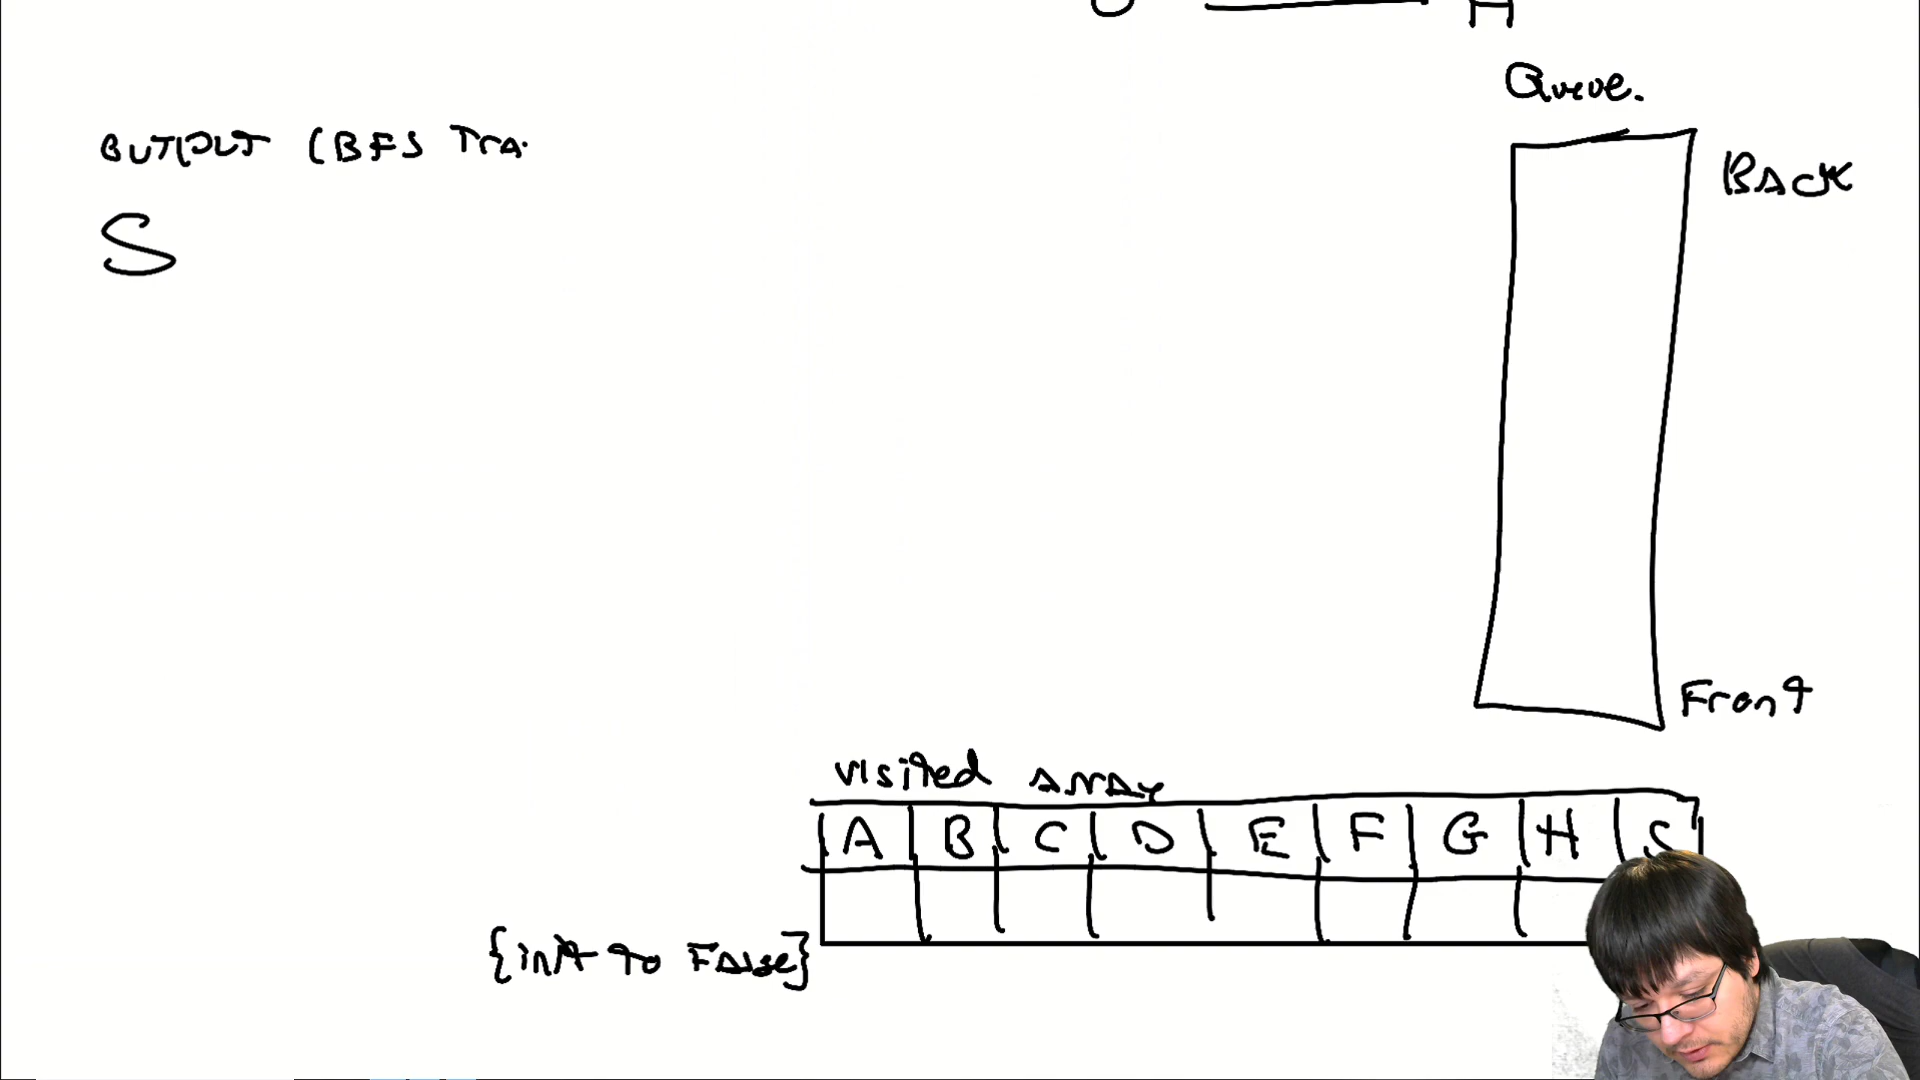 H
Queue.
OUTPUT (BFS Tra.
Back
S
Front
visited array
A B C D E F G H S
{init to False}